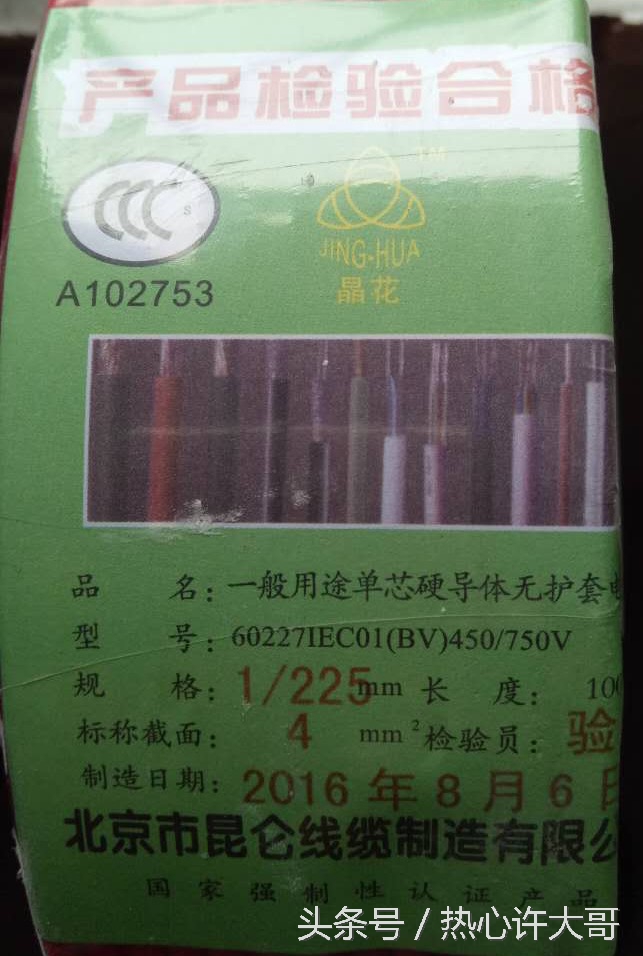 产品检验合格
CCC
S
A102753
TM
JING-HUA
晶花
品 名：一般用途单芯硬导体无护套电
型 号：60227IEC01(BV)450/750V
规 格：1/225mm 长 度：100
标称截面：4 mm² 检验员：验
制造日期：2016年8月6日
北京市昆仑线缆制造有限公
国家强制性认证产品
头条号 / 热心许大哥